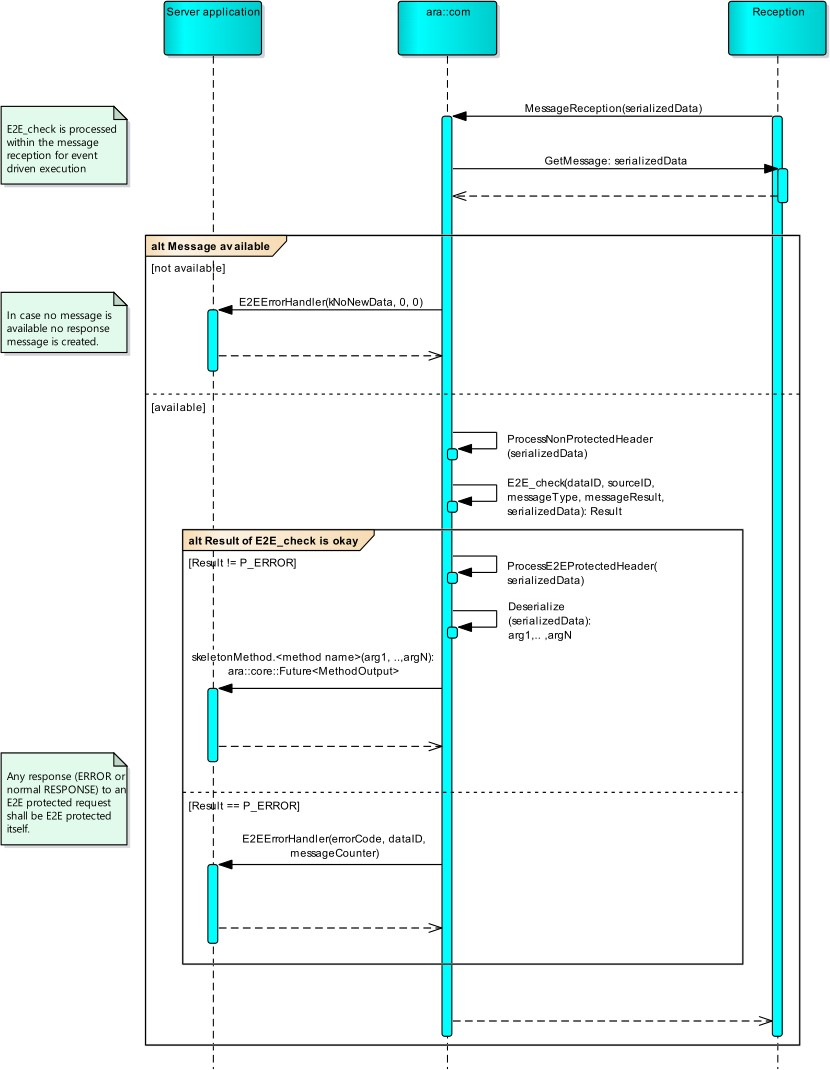 Server application
ara::com
Reception
MessageReception(serializedData)
E2E_check is processed
within the message
reception for event
driven execution
GetMessage: serializedData
alt Message available
[not available]
E2EErrorHandler(kNoNewData, 0, 0)
In case no message is
available no response
message is created.
[available]
ProcessNonProtectedHeader
(serializedData)
E2E_check(dataID, sourceID,
messageType, messageResult,
serializedData): Result
alt Result of E2E_check is okay
[Result != P_ERROR]
ProcessE2EProtectedHeader(
serializedData)
Deserialize
(serializedData):
arg1,.. ,argN
skeletonMethod.<method name>(arg1, ..,argN):
ara::core::Future<MethodOutput>
Any response (ERROR or
normal RESPONSE) to an
E2E protected request
shall be E2E protected
itself.
[Result == P_ERROR]
E2EErrorHandler(errorCode, dataID,
messageCounter)